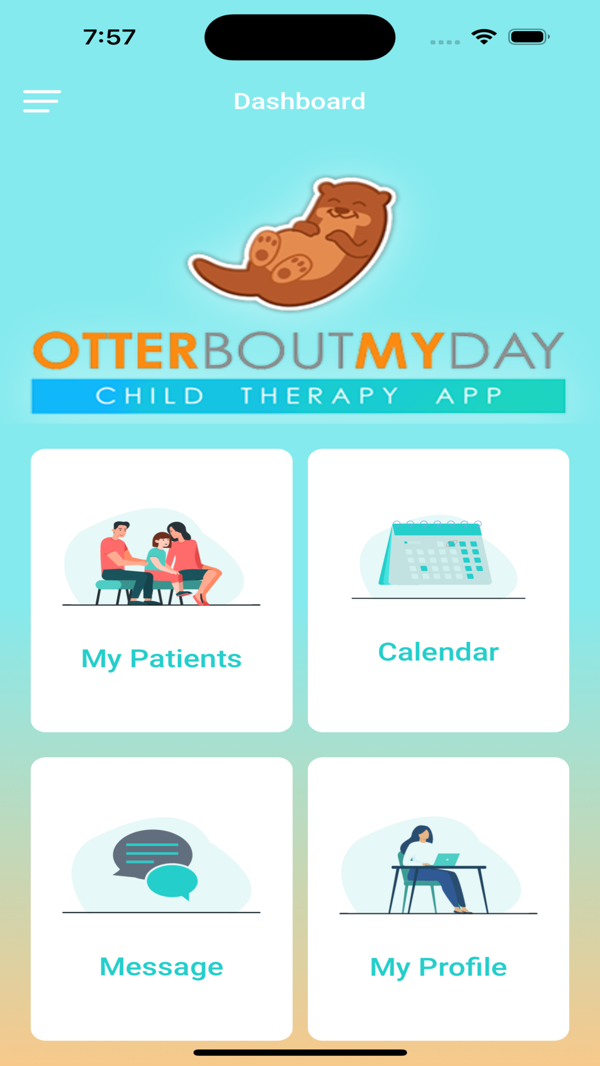 7:57
Dashboard
OTTERBOUTMYDAY
CHILD THERAPY APP
My Patients
Calendar
Message
My Profile